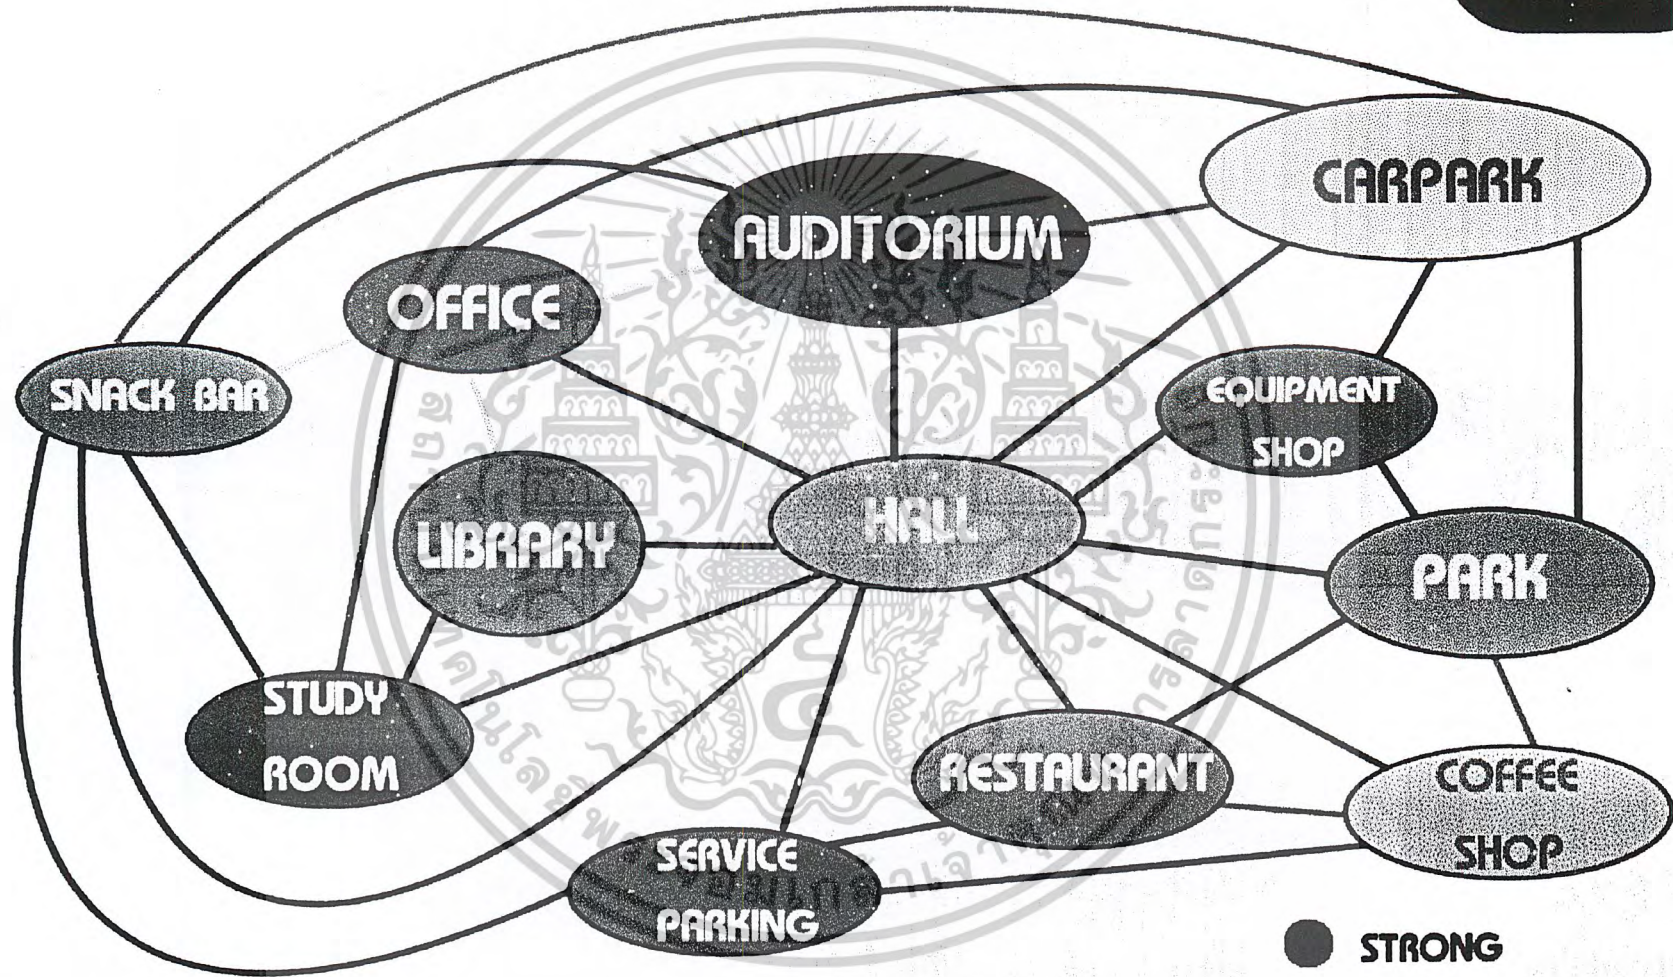 CARPARK
AUDITORIUM
OFFICE
SNACK BAR
EQUIPMENT
SHOP
HALL
LIBRARY
PARK
STUDY
ROOM
RESTAURANT
COFFEE
SHOP
SERVICE
PARKING
STRONG